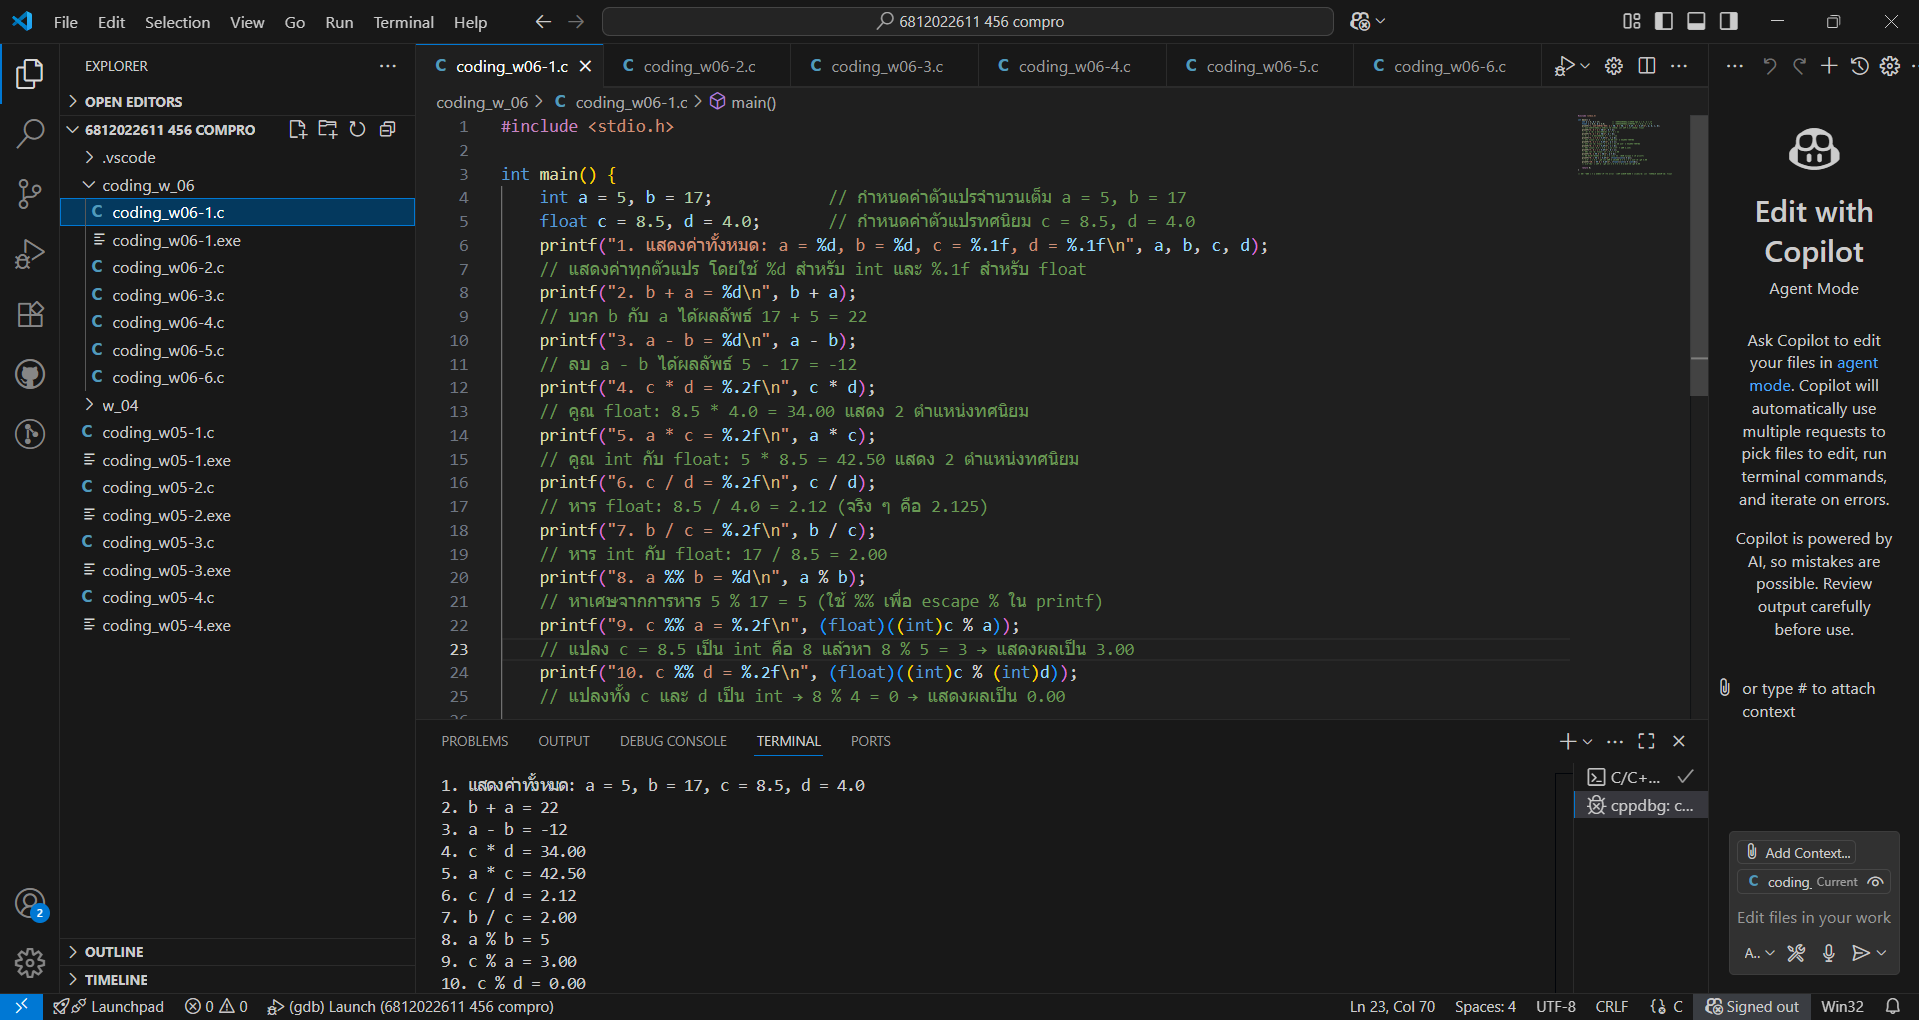 File Edit Selection View Go Run Terminal Help
6812022611 456 compro
EXPLORER
OPEN EDITORS
6812022611 456 COMPRO
.vscode
coding_w_06
C coding_w06-1.c
coding_w06-1.exe
C coding_w06-2.c
C coding_w06-3.c
C coding_w06-4.c
C coding_w06-5.c
C coding_w06-6.c
w_04
C coding_w05-1.c
coding_w05-1.exe
C coding_w05-2.c
coding_w05-2.exe
C coding_w05-3.c
coding_w05-3.exe
C coding_w05-4.c
coding_w05-4.exe
OUTLINE
TIMELINE
2
C coding_w06-1.c C coding_w06-2.c C coding_w06-3.c C coding_w06-4.c C coding_w06-5.c C coding_w06-6.c
coding_w_06 > C coding_w06-1.c > main()
1 #include <stdio.h>
2
3 int main() {
4 int a = 5, b = 17; // กำหนดค่าตัวแปรจำนวนเต็ม a = 5, b = 17
5 float c = 8.5, d = 4.0; // กำหนดค่าตัวแปรทศนิยม c = 8.5, d = 4.0
6 printf("1. แสดงค่าทั้งหมด: a = %d, b = %d, c = %.1f, d = %.1f\n", a, b, c, d);
7 // แสดงค่าทุกตัวแปร โดยใช้ %d สำหรับ int และ %.1f สำหรับ float
8 printf("2. b + a = %d\n", b + a);
9 // บวก b กับ a ได้ผลลัพธ์ 17 + 5 = 22
10 printf("3. a - b = %d\n", a - b);
11 // ลบ a - b ได้ผลลัพธ์ 5 - 17 = -12
12 printf("4. c * d = %.2f\n", c * d);
13 // คูณ float: 8.5 * 4.0 = 34.00 แสดง 2 ตำแหน่งทศนิยม
14 printf("5. a * c = %.2f\n", a * c);
15 // คูณ int กับ float: 5 * 8.5 = 42.50 แสดง 2 ตำแหน่งทศนิยม
16 printf("6. c / d = %.2f\n", c / d);
17 // หาร float: 8.5 / 4.0 = 2.12 (จริง ๆ คือ 2.125)
18 printf("7. b / c = %.2f\n", b / c);
19 // หาร int กับ float: 17 / 8.5 = 2.00
20 printf("8. a %% b = %d\n", a % b);
21 // หาเศษจากการหาร 5 % 17 = 5 (ใช้ %% เพื่อ escape % ใน printf)
22 printf("9. c %% a = %.2f\n", (float)((int)c % a));
23 // แปลง c = 8.5 เป็น int คือ 8 แล้วหา 8 % 5 = 3 → แสดงผลเป็น 3.00
24 printf("10. c %% d = %.2f\n", (float)((int)c % (int)d));
25 // แปลงทั้ง c และ d เป็น int → 8 % 4 = 0 → แสดงผลเป็น 0.00
PROBLEMS OUTPUT DEBUG CONSOLE TERMINAL PORTS
1. แสดงค่าทั้งหมด: a = 5, b = 17, c = 8.5, d = 4.0
2. b + a = 22
3. a - b = -12
4. c * d = 34.00
5. a * c = 42.50
6. c / d = 2.12
7. b / c = 2.00
8. a % b = 5
9. c % a = 3.00
10. c % d = 0.00
C/C+...
cppdbg: c...
Edit with
Copilot
Agent Mode
Ask Copilot to edit
your files in agent
mode. Copilot will
automatically use
multiple requests to
pick files to edit, run
terminal commands,
and iterate on errors.
Copilot is powered by
AI, so mistakes are
possible. Review
output carefully
before use.
or type # to attach
context
Add Context...
C coding_ Current
Edit files in your work
A..
Launchpad 0 0 (gdb) Launch (6812022611 456 compro) Ln 23, Col 70 Spaces: 4 UTF-8 CRLF {} C Signed out Win32